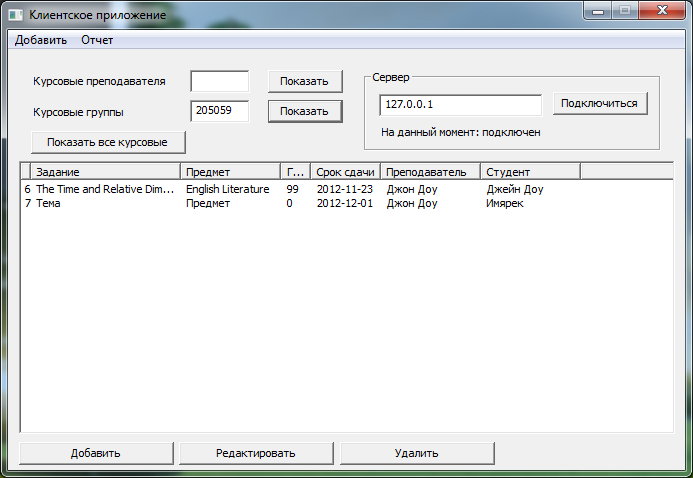 Клиентское приложение
Добавить Отчет
Курсовые преподавателя Показать
Курсовые группы 205059 Показать
Показать все курсовые
Сервер
127.0.0.1 Подключиться
На данный момент: подключен
Задание Предмет Г... Срок сдачи Преподаватель Студент
6 The Time and Relative Dim... English Literature 99 2012-11-23 Джон Доу Джейн Доу
7 Тема Предмет 0 2012-12-01 Джон Доу Имярек
Добавить Редактировать Удалить